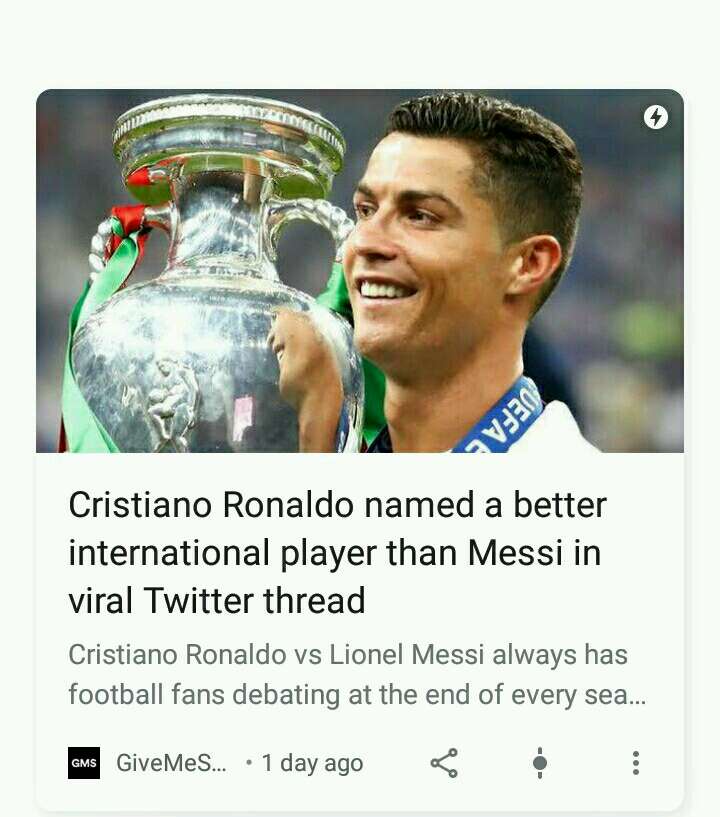 UEFA E
Cristiano Ronaldo named a better
international player than Messi in
viral Twitter thread
Cristiano Ronaldo vs Lionel Messi always has
football fans debating at the end of every sea...
GMS GiveMeS... • 1 day ago